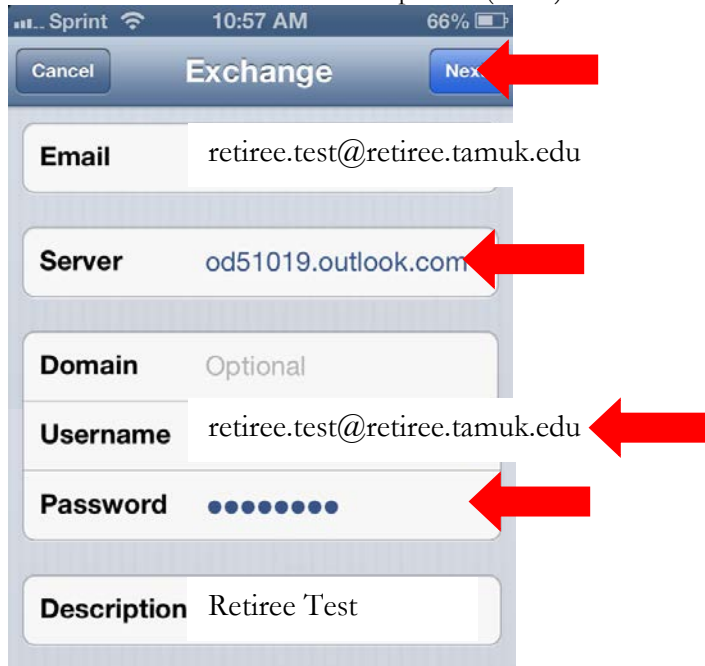 Sprint 10:57 AM 66%
Cancel Exchange
Email retiree.test@retiree.tamuk.edu
Server od51019.outlook.com
Domain Optional
Username retiree.test@retiree.tamuk.edu
Password ●●●●●●●●
Description Retiree Test